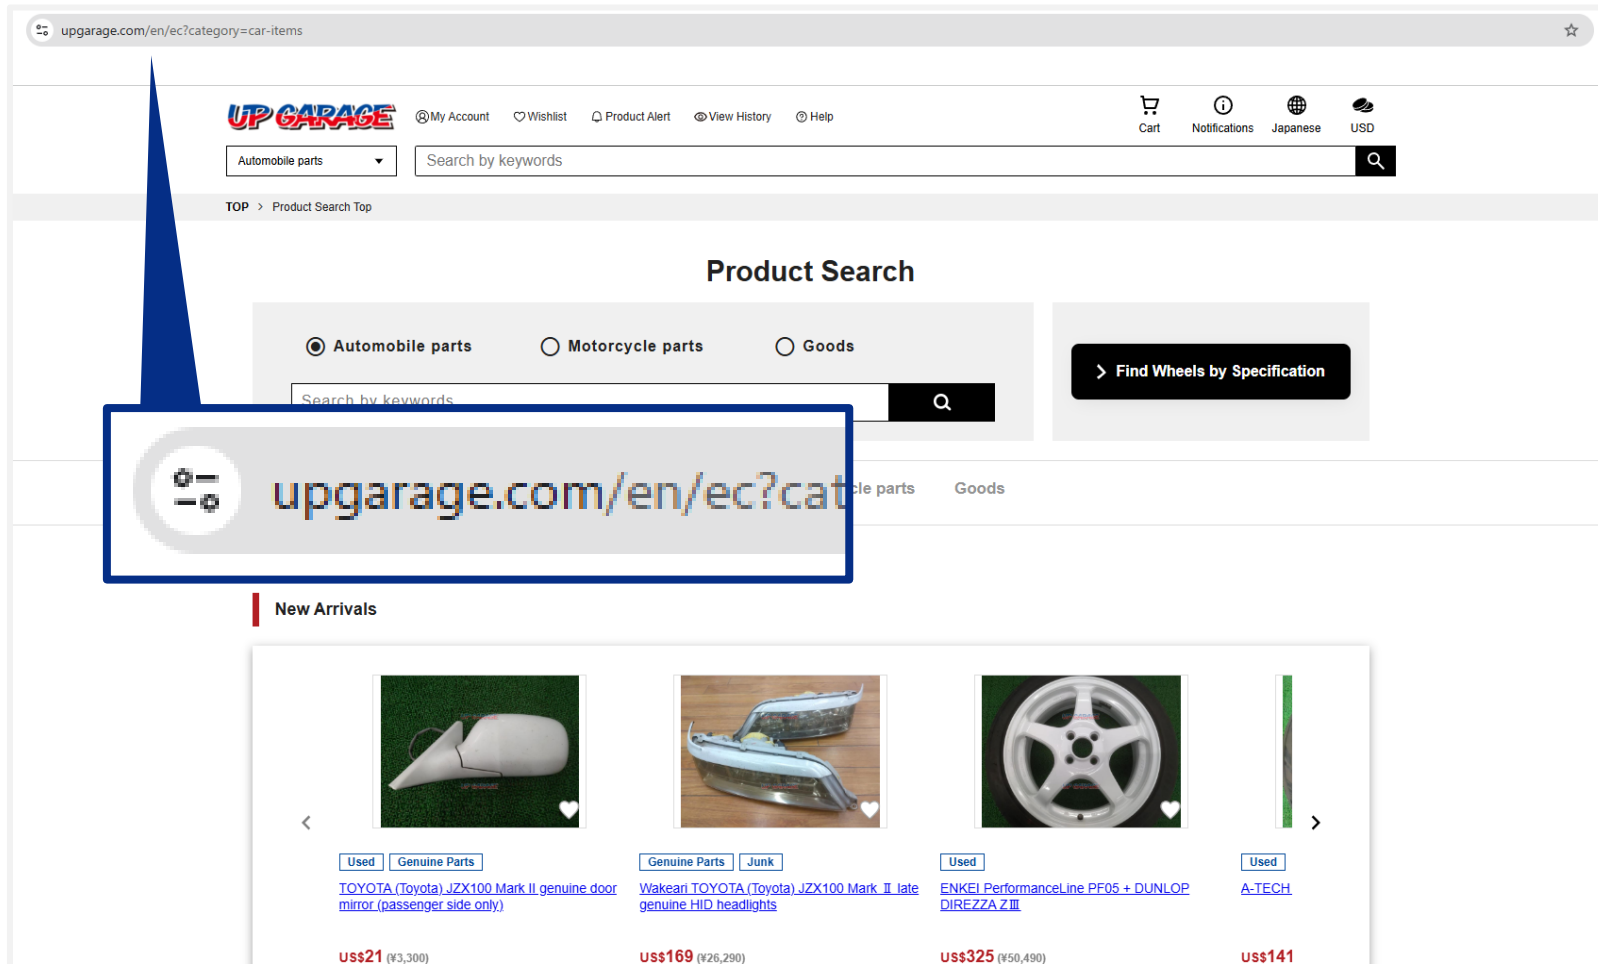 upgarage.com/en/ec?category=car-items
UP GARAGE
My Account Wishlist Product Alert View History Help
Cart Notifications Japanese USD
Automobile parts
Search by keywords
TOP > Product Search Top
Product Search
Automobile parts Motorcycle parts Goods
Search by keywords
Find Wheels by Specification
upgarage.com/en/ec?cat
cle parts Goods
New Arrivals
Used Genuine Parts
TOYOTA (Toyota) JZX100 Mark II genuine door
mirror (passenger side only)
US$21 (¥3,300)
Genuine Parts Junk
Wakeari TOYOTA (Toyota) JZX100 Mark Ⅱ late
genuine HID headlights
US$169 (¥26,290)
Used
ENKEI PerformanceLine PF05 + DUNLOP
DIREZZA ZⅢ
US$325 (¥50,490)
Used
A-TECH
US$141